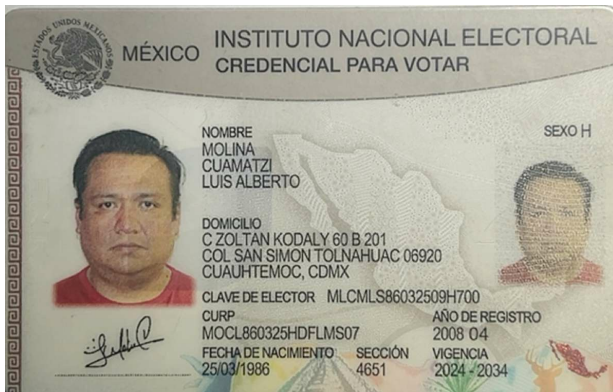 ESTADOS UNIDOS MEXICANOS
MÉXICO
INSTITUTO NACIONAL ELECTORAL
CREDENCIAL PARA VOTAR
NOMBRE
MOLINA
CUAMATZI
LUIS ALBERTO
SEXO H
DOMICILIO
C ZOLTAN KODALY 60 B 201
COL SAN SIMON TOLNAHUAC 06920
CUAUHTEMOC, CDMX
CLAVE DE ELECTOR MLCMLS86032509H700
CURP
MOCL860325HDFLMS07
AÑO DE REGISTRO
2008 04
FECHA DE NACIMIENTO
25/03/1986
SECCIÓN
4651
VIGENCIA
2024 - 2034